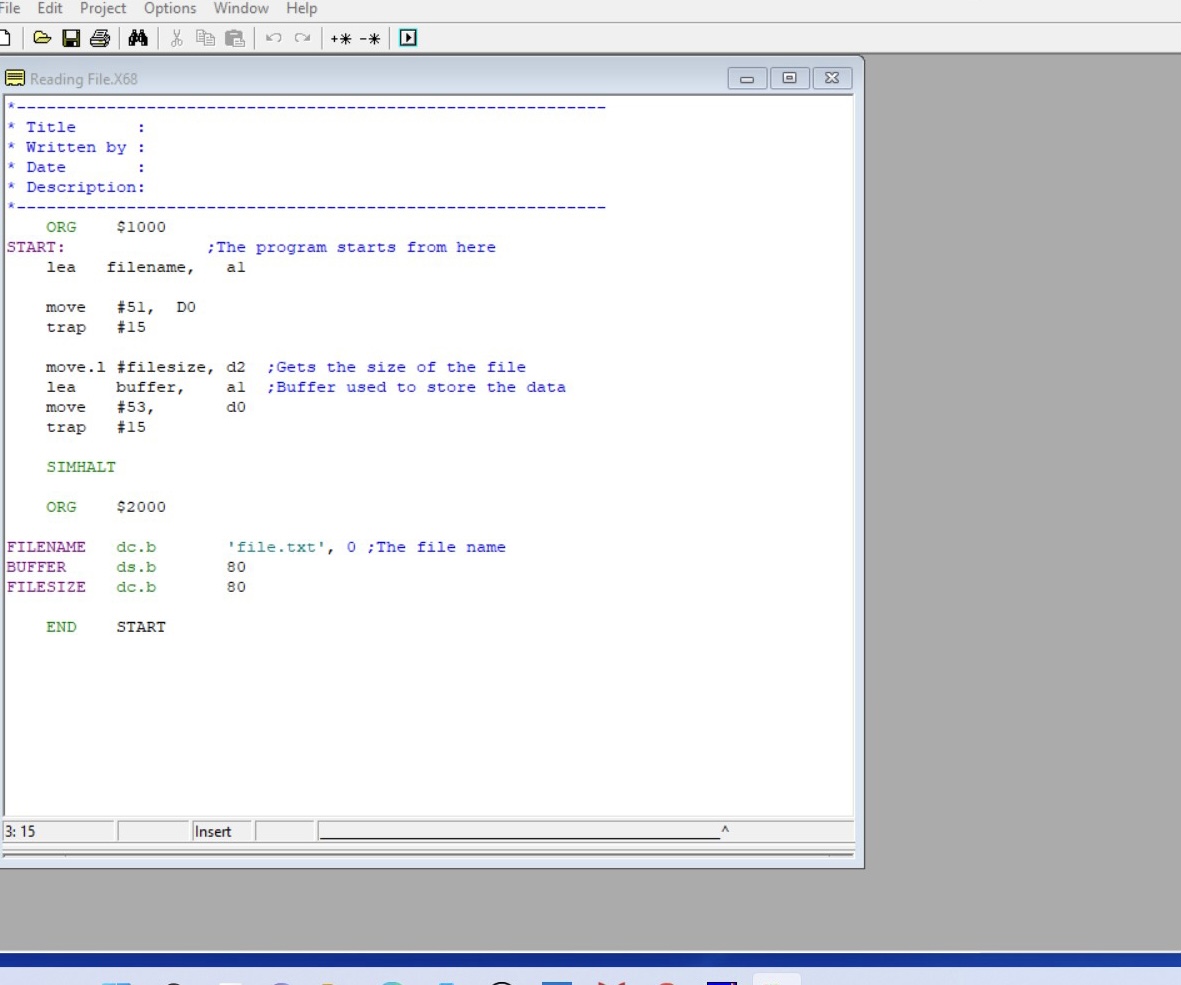 File Edit Project Options Window Help
Reading File.X68
*-----------------------------------------------------------
* Title      :
* Written by :
* Date       :
* Description:
*-----------------------------------------------------------
    ORG    $1000
START:              ;The program starts from here
    lea   filename,   a1
    move   #51,  D0
    trap   #15
    move.l #filesize, d2  ;Gets the size of the file
    lea    buffer,    a1  ;Buffer used to store the data
    move   #53,       d0
    trap   #15
    SIMHALT
    ORG    $2000
FILENAME   dc.b       'file.txt', 0 ;The file name
BUFFER     ds.b       80
FILESIZE   dc.b       80
    END    START
3: 15 Insert ^